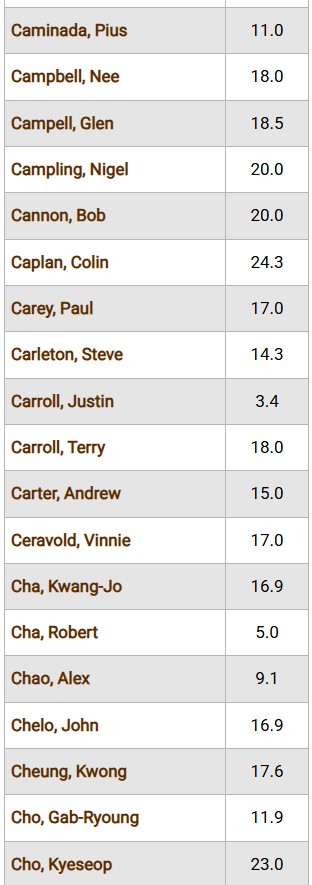 Caminada, Pius 11.0
Campbell, Nee 18.0
Campell, Glen 18.5
Campling, Nigel 20.0
Cannon, Bob 20.0
Caplan, Colin 24.3
Carey, Paul 17.0
Carleton, Steve 14.3
Carroll, Justin 3.4
Carroll, Terry 18.0
Carter, Andrew 15.0
Ceravold, Vinnie 17.0
Cha, Kwang-Jo 16.9
Cha, Robert 5.0
Chao, Alex 9.1
Chelo, John 16.9
Cheung, Kwong 17.6
Cho, Gab-Ryoung 11.9
Cho, Kyeseop 23.0